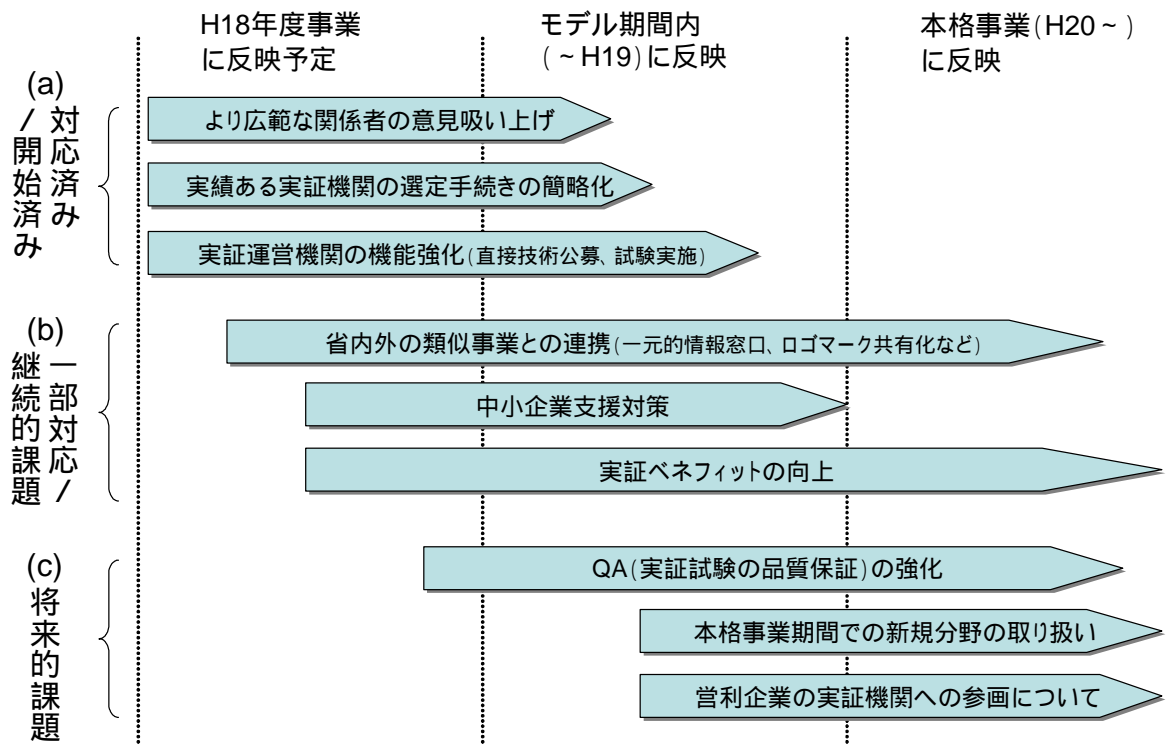 H18年度事業
に反映予定
モデル期間内
(~H19)に反映
本格事業(H20~)
に反映
(a)
対応済み
/開始済み
より広範な関係者の意見吸い上げ
実績ある実証機関の選定手続きの簡略化
実証運営機関の機能強化(直接技術公募、試験実施)
(b)
一部対応/
継続的課題
省内外の類似事業との連携(一元的情報窓口、ロゴマーク共有化など)
中小企業支援対策
実証ベネフィットの向上
(c)
将来的課題
QA(実証試験の品質保証)の強化
本格事業期間での新規分野の取り扱い
営利企業の実証機関への参画について